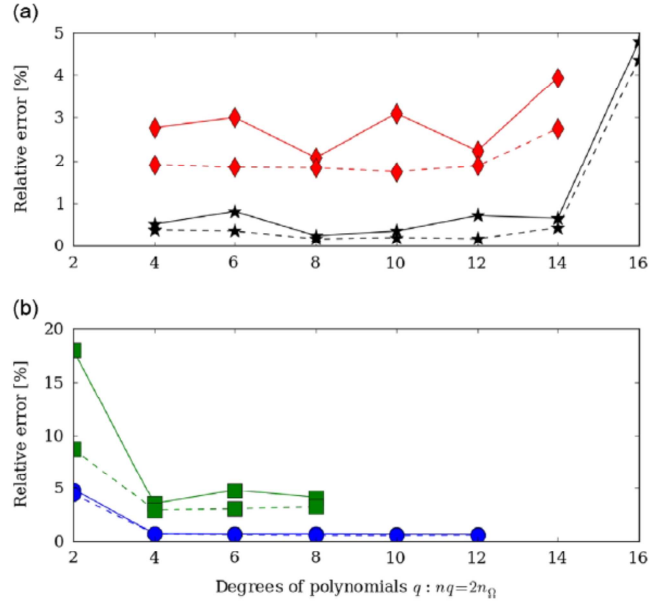 (a)
Relative error [%]
5
4
3
2
1
0
2 4 6 8 10 12 14 16
(b)
Relative error [%]
20
15
10
5
0
2 4 6 8 10 12 14 16
Degrees of polynomials q : nq=2n_Ω